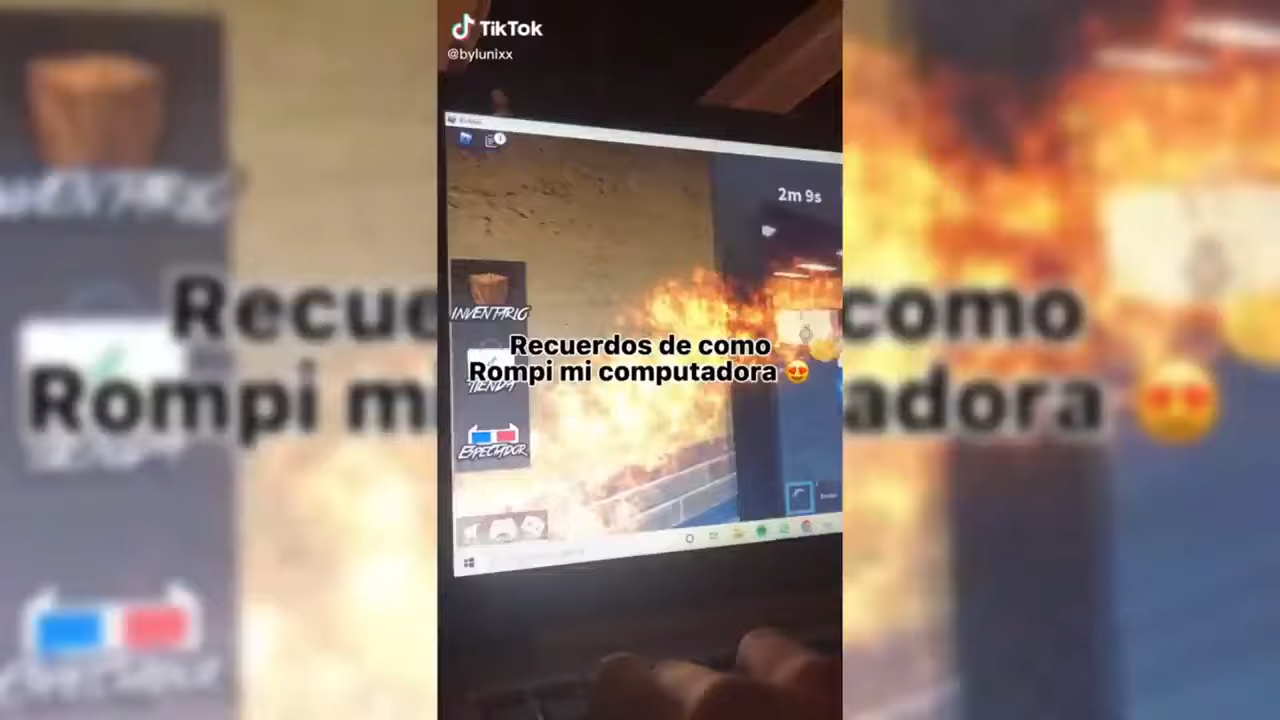 TikTok
@bylunixx
2m 9s
INVENTARIO
Recuerdos de como
Rompi mi computadora 😍
TIENDA
ESPECTADOR